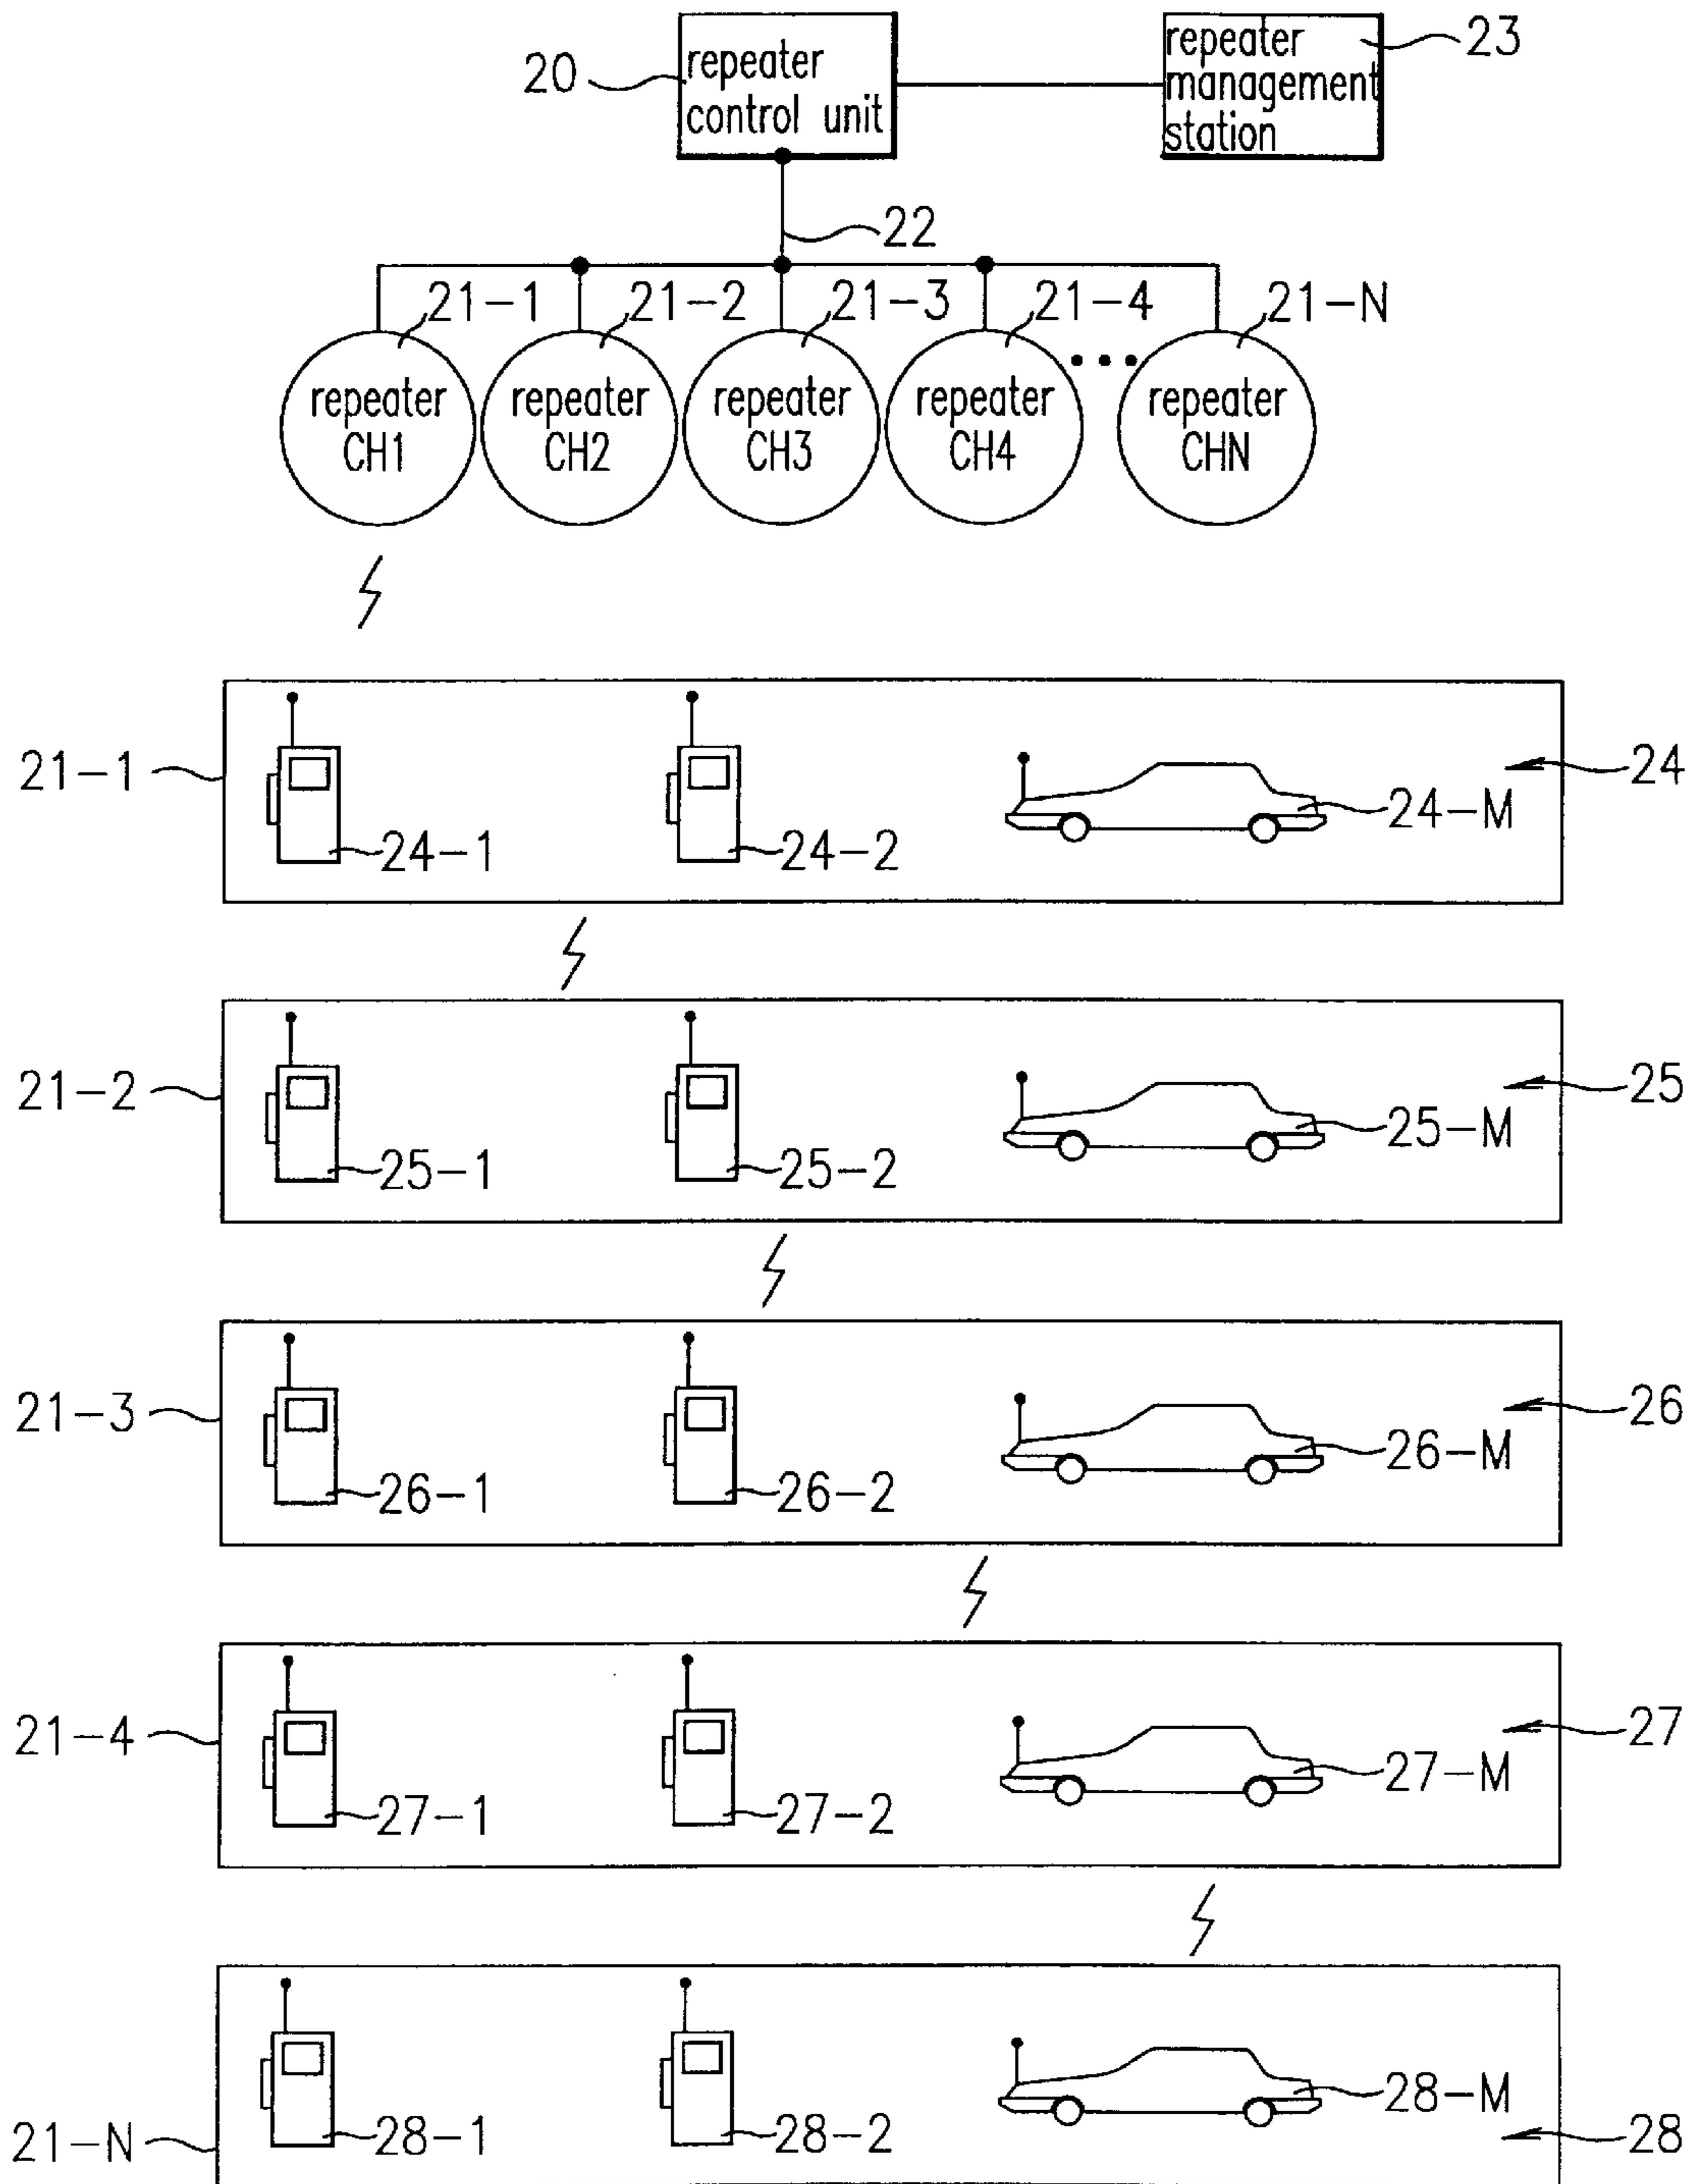 20
repeater
control unit
repeater
management
station
23
22
21-1
21-2
21-3
21-4
21-N
repeater
CH1
repeater
CH2
repeater
CH3
repeater
CH4
...
repeater
CHN
21-1
24-1
24-2
24-M
24
21-2
25-1
25-2
25-M
25
21-3
26-1
26-2
26-M
26
21-4
27-1
27-2
27-M
27
21-N
28-1
28-2
28-M
28